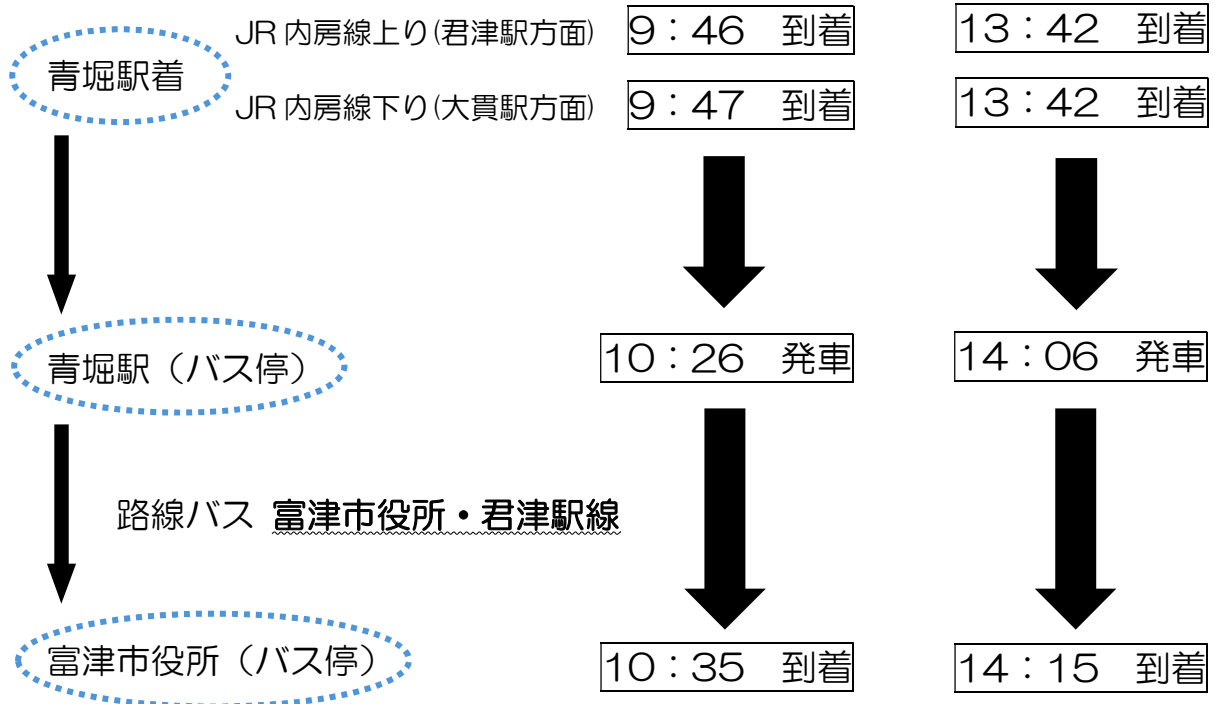 JR内房線上り(君津駅方面) 9：46 到着 13：42 到着
青堀駅着
JR内房線下り(大貫駅方面) 9：47 到着 13：42 到着
青堀駅（バス停） 10：26 発車 14：06 発車
路線バス 富津市役所・君津駅線
富津市役所（バス停） 10：35 到着 14：15 到着